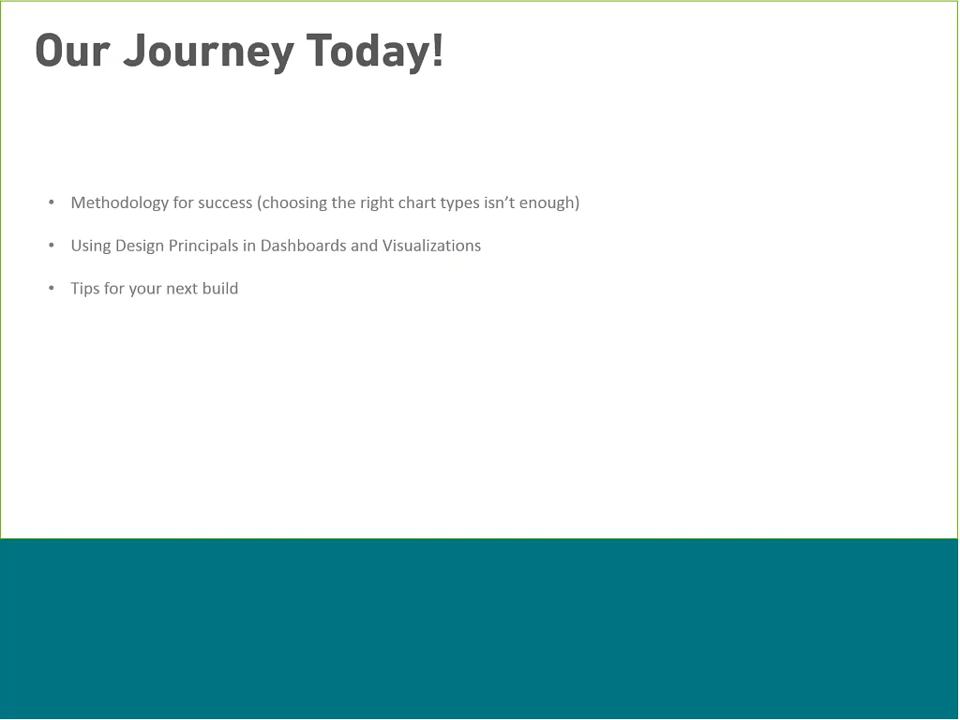 Our Journey Today!
• Methodology for success (choosing the right chart types isn’t enough)
• Using Design Principals in Dashboards and Visualizations
• Tips for your next build